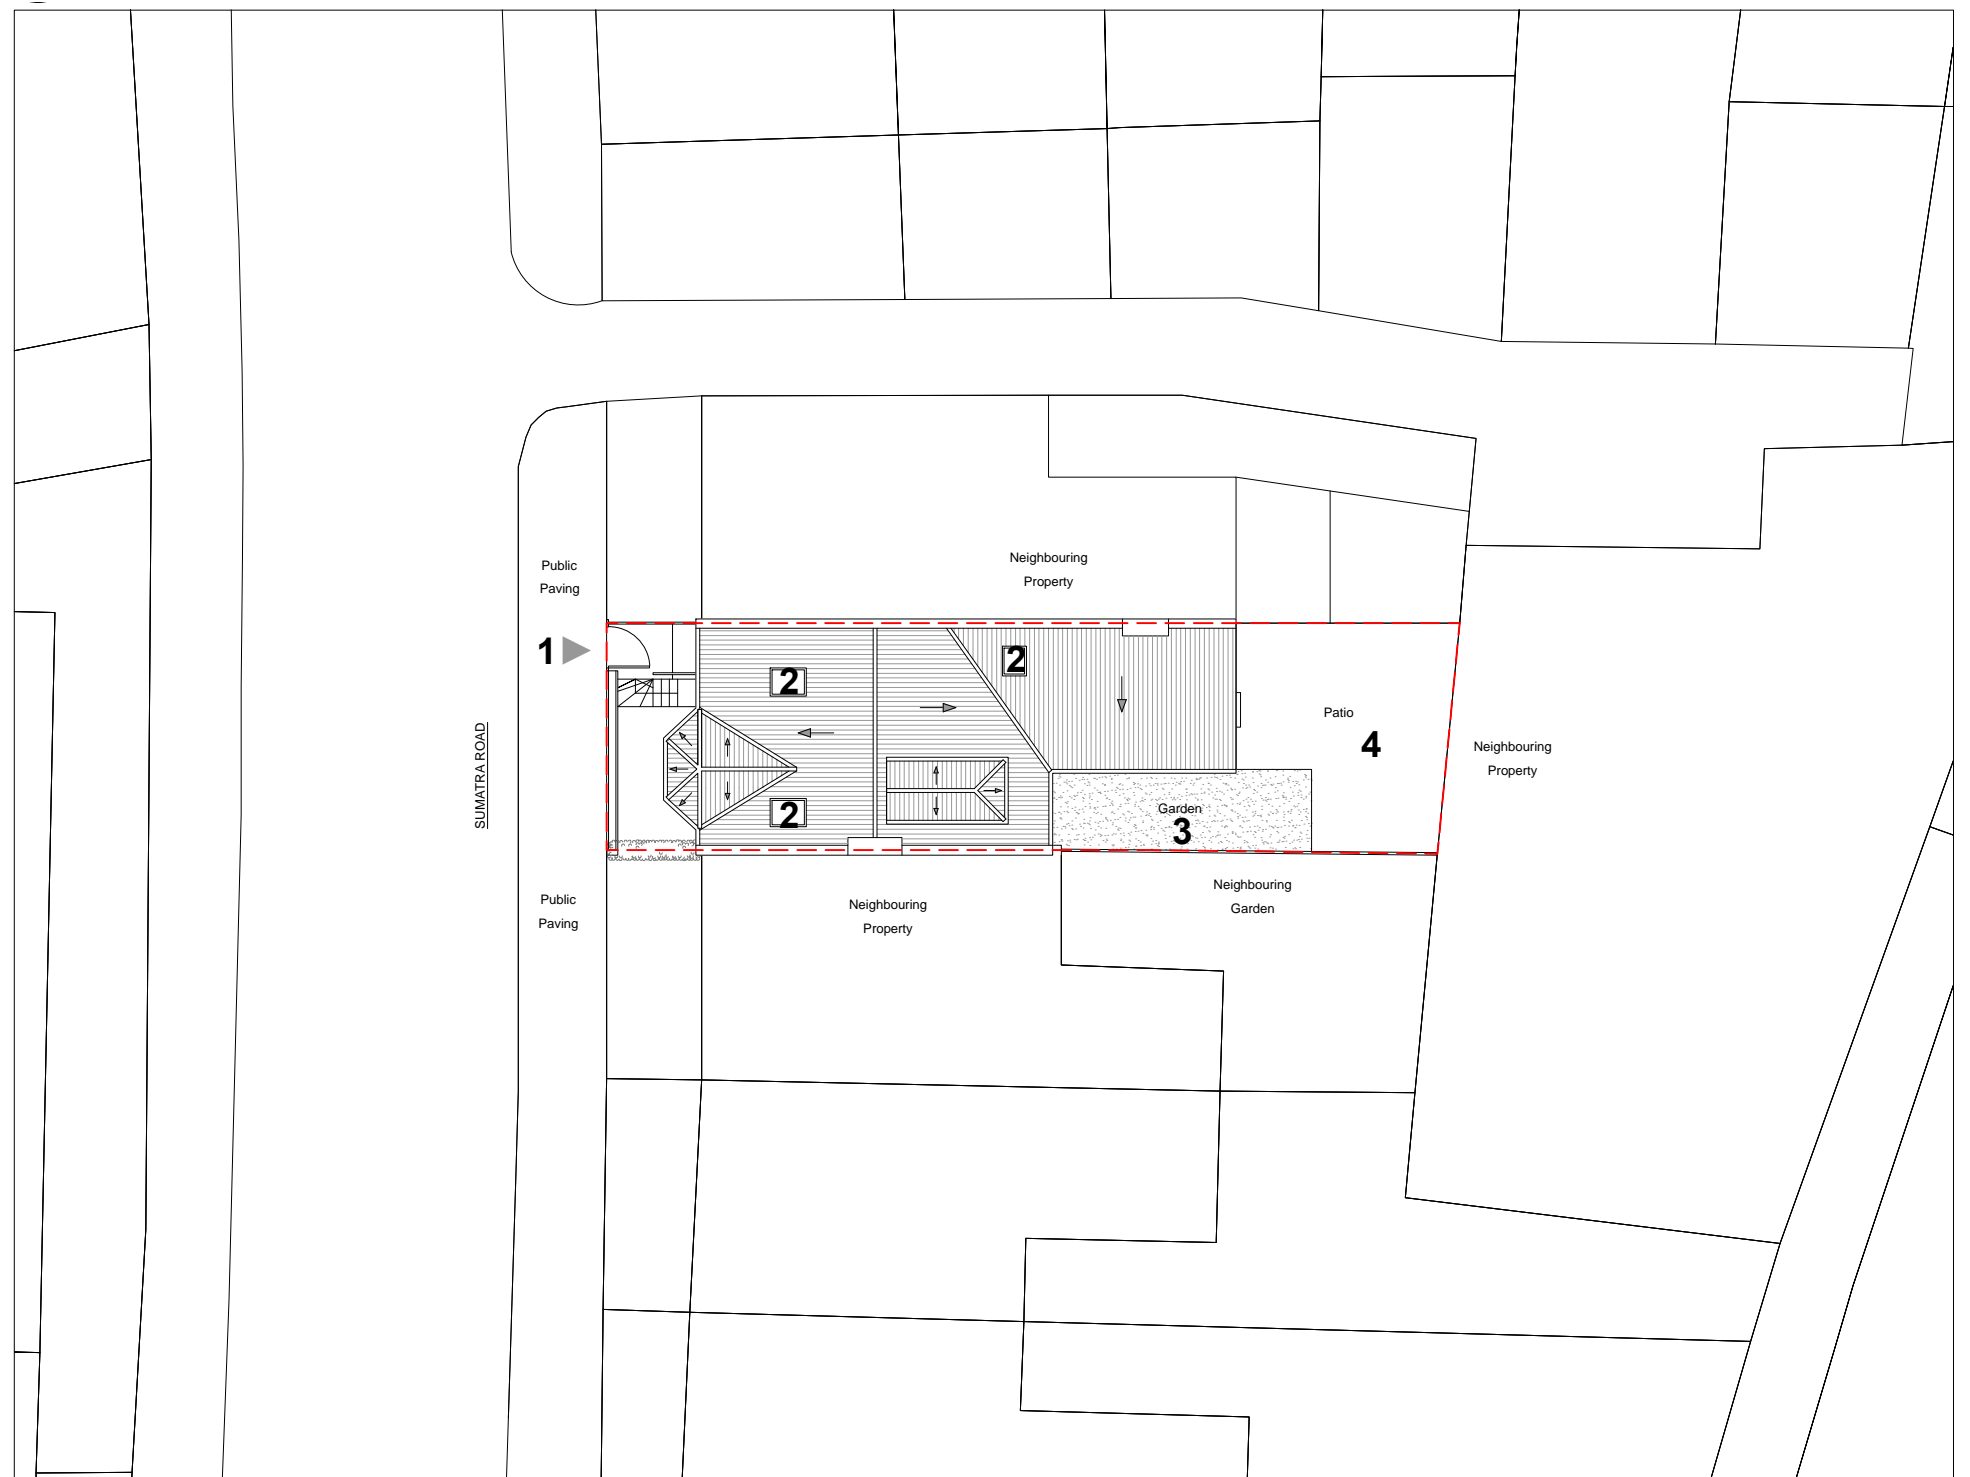 Public
Paving
Neighbouring
Property
1
2
2
Patio
4
SUMATRA ROAD
Neighbouring
Property
2
Garden
3
Public
Paving
Neighbouring
Property
Neighbouring
Garden